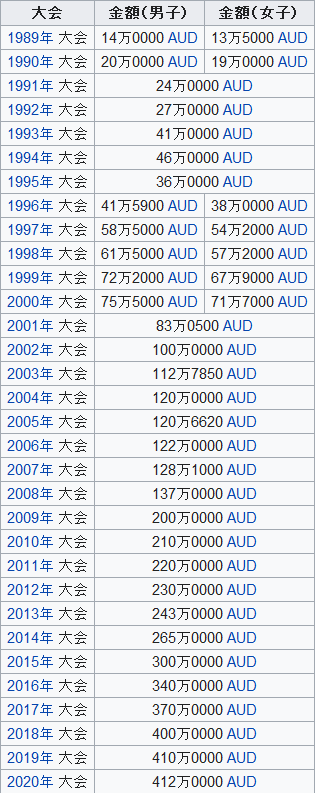 大会 金額(男子) 金額(女子)
1989年 大会 14万0000 AUD 13万5000 AUD
1990年 大会 20万0000 AUD 19万0000 AUD
1991年 大会 24万0000 AUD
1992年 大会 27万0000 AUD
1993年 大会 41万0000 AUD
1994年 大会 46万0000 AUD
1995年 大会 36万0000 AUD
1996年 大会 41万5900 AUD 38万0000 AUD
1997年 大会 58万5000 AUD 54万2000 AUD
1998年 大会 61万5000 AUD 57万2000 AUD
1999年 大会 72万2000 AUD 67万9000 AUD
2000年 大会 75万5000 AUD 71万7000 AUD
2001年 大会 83万0500 AUD
2002年 大会 100万0000 AUD
2003年 大会 112万7850 AUD
2004年 大会 120万0000 AUD
2005年 大会 120万6620 AUD
2006年 大会 122万0000 AUD
2007年 大会 128万1000 AUD
2008年 大会 137万0000 AUD
2009年 大会 200万0000 AUD
2010年 大会 210万0000 AUD
2011年 大会 220万0000 AUD
2012年 大会 230万0000 AUD
2013年 大会 243万0000 AUD
2014年 大会 265万0000 AUD
2015年 大会 300万0000 AUD
2016年 大会 340万0000 AUD
2017年 大会 370万0000 AUD
2018年 大会 400万0000 AUD
2019年 大会 410万0000 AUD
2020年 大会 412万0000 AUD